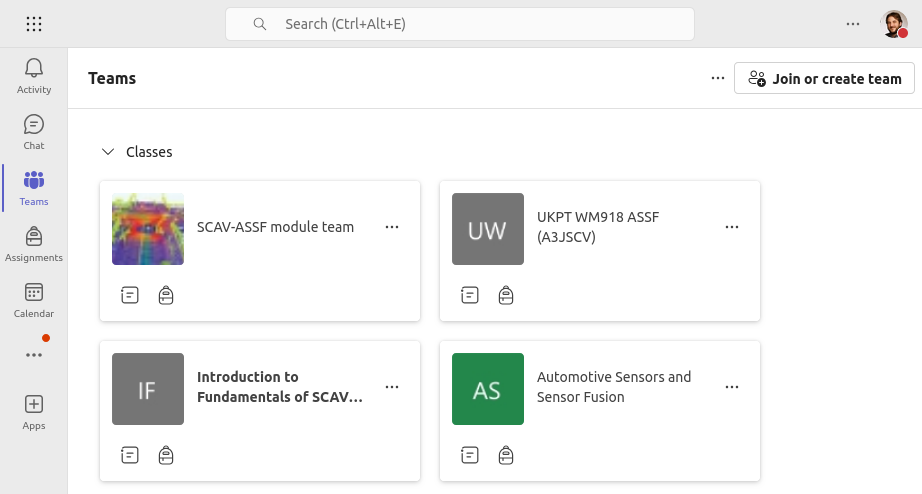 Search (Ctrl+Alt+E)
Activity
Chat
Teams
Assignments
Calendar
Apps
Teams
Join or create team
Classes
SCAV-ASSF module team
UW
UKPT WM918 ASSF
(A3JSCV)
IF
Introduction to
Fundamentals of SCAV...
AS
Automotive Sensors and
Sensor Fusion